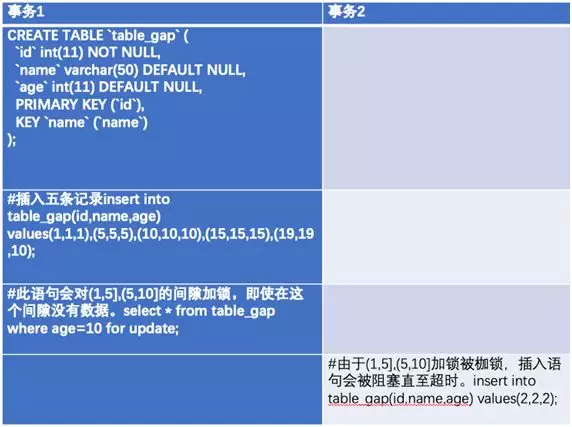 事务1
事务2
CREATE TABLE `table_gap` (
`id` int(11) NOT NULL,
`name` varchar(50) DEFAULT NULL,
`age` int(11) DEFAULT NULL,
PRIMARY KEY (`id`),
KEY `name` (`name`)
);
#插入五条记录insert into
table_gap(id,name,age)
values(1,1,1),(5,5,5),(10,10,10),(15,15,15),(19,19
,10);
#此语句会对(1,5],(5,10]的间隙加锁，即使在这
个间隙没有数据。select * from table_gap
where age=10 for update;
#由于(1,5],(5,10]加锁被枷锁，插入语
句会被阻塞直至超时。insert into
table_gap(id,name,age) values(2,2,2);